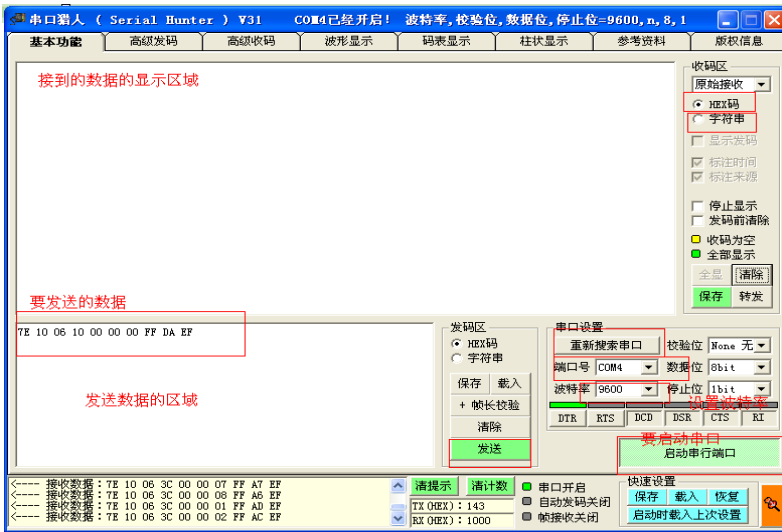 串口猎人 ( Serial Hunter ) V31 COM4已经开启! 波特率,校验位,数据位,停止位=9600,n,8,1
基本功能 高级发码 高级收码 波形显示 码表显示 柱状显示 参考资料 版权信息
接到的数据的显示区域
收码区
原始接收
HEX码
字符串
显示发码
标注时间
标注来源
停止显示
发码前清除
收码为空
全部显示
全显 清除
保存 转发
要发送的数据
7E 10 06 10 00 00 00 FF DA EF
发送数据的区域
发码区
HEX码
字符串
保存 载入
+ 帧长校验
清除
发送
串口设置
重新搜索串口 校验位 None 无
端口号 COM4 数据位 8bit
波特率 9600 停止位 1bit
设置波特率
DTR RTS DCD DSR CTS RI
要启动串口
启动串行端口
<---- 接收数据:7E 10 06 3C 00 00 07 FF A7 EF
<---- 接收数据:7E 10 06 3C 00 00 08 FF A6 EF
<---- 接收数据:7E 10 06 3C 00 00 01 FF AD EF
<---- 接收数据:7E 10 06 3C 00 00 02 FF AC EF
清提示 清计数
TX(HEX):143
RX(HEX):1000
串口开启
自动发码关闭
帧接收关闭
快速设置
保存 载入 恢复
启动时载入上次设置